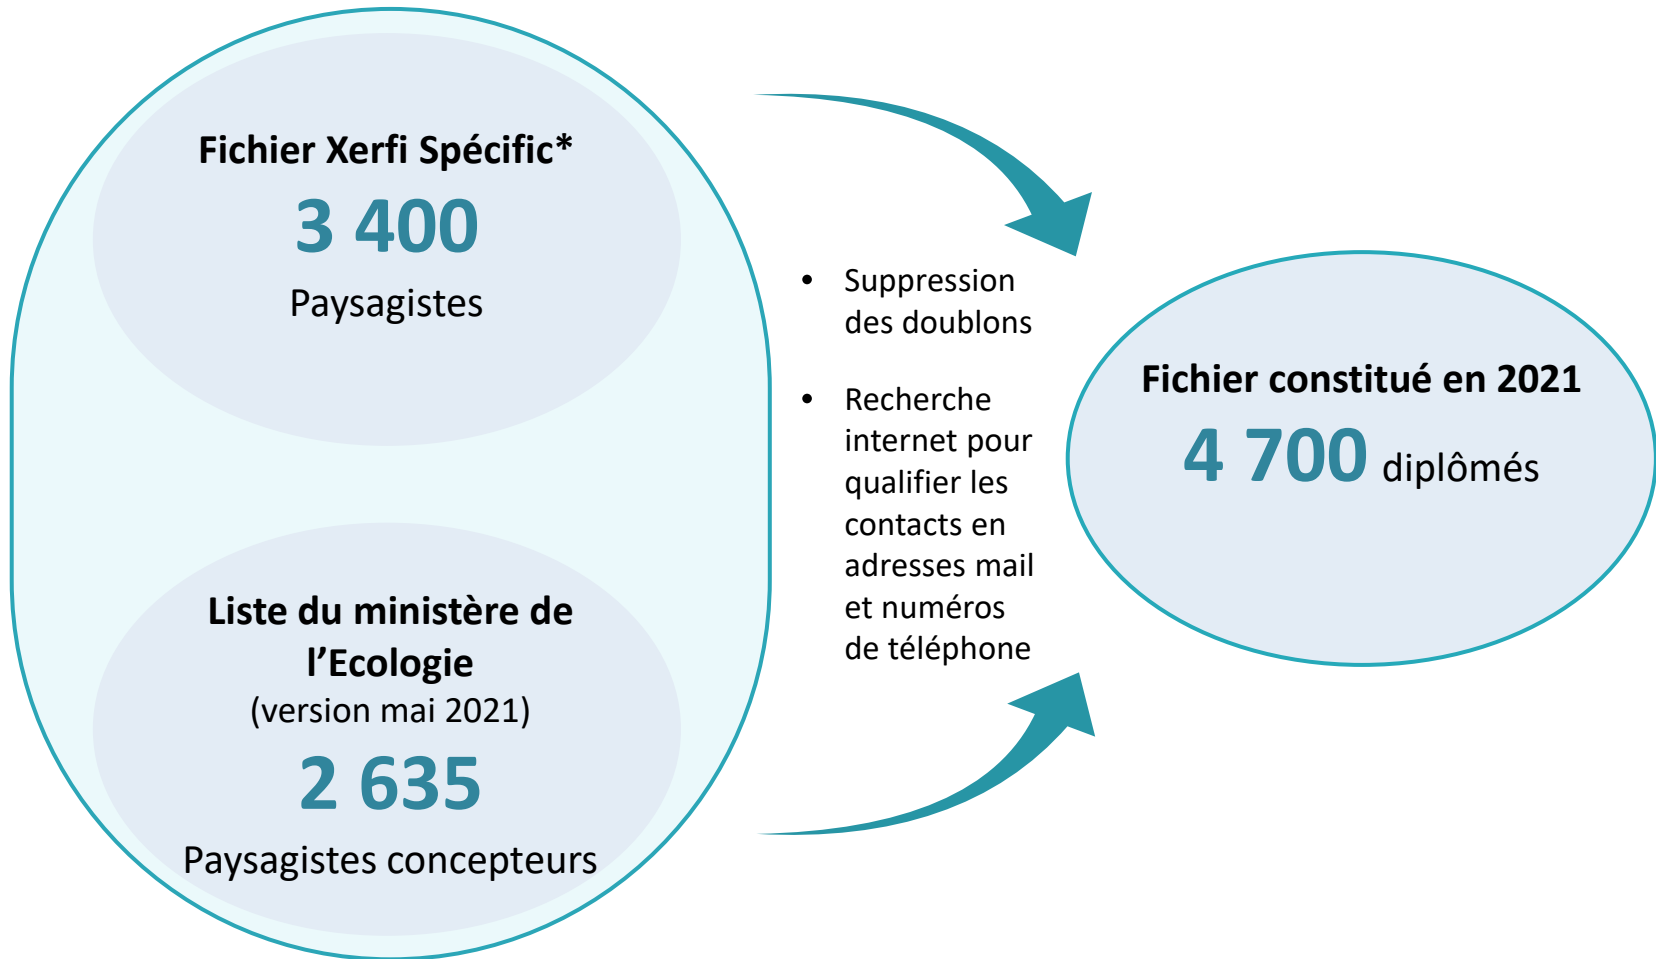 Fichier Xerfi Spécific*
3 400
Paysagistes
Liste du ministère de
l’Ecologie
(version mai 2021)
2 635
Paysagistes concepteurs
• Suppression
des doublons
• Recherche
internet pour
qualifier les
contacts en
adresses mail
et numéros
de téléphone
Fichier constitué en 2021
4 700 diplômés